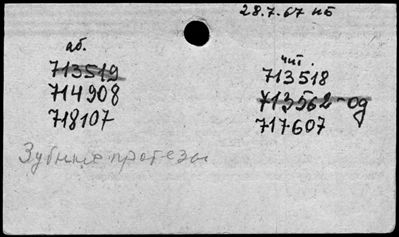 28.7.67 нб
аб.
713519
714908
718107
чит.
713518
713562-од
717607
Зубные протезы